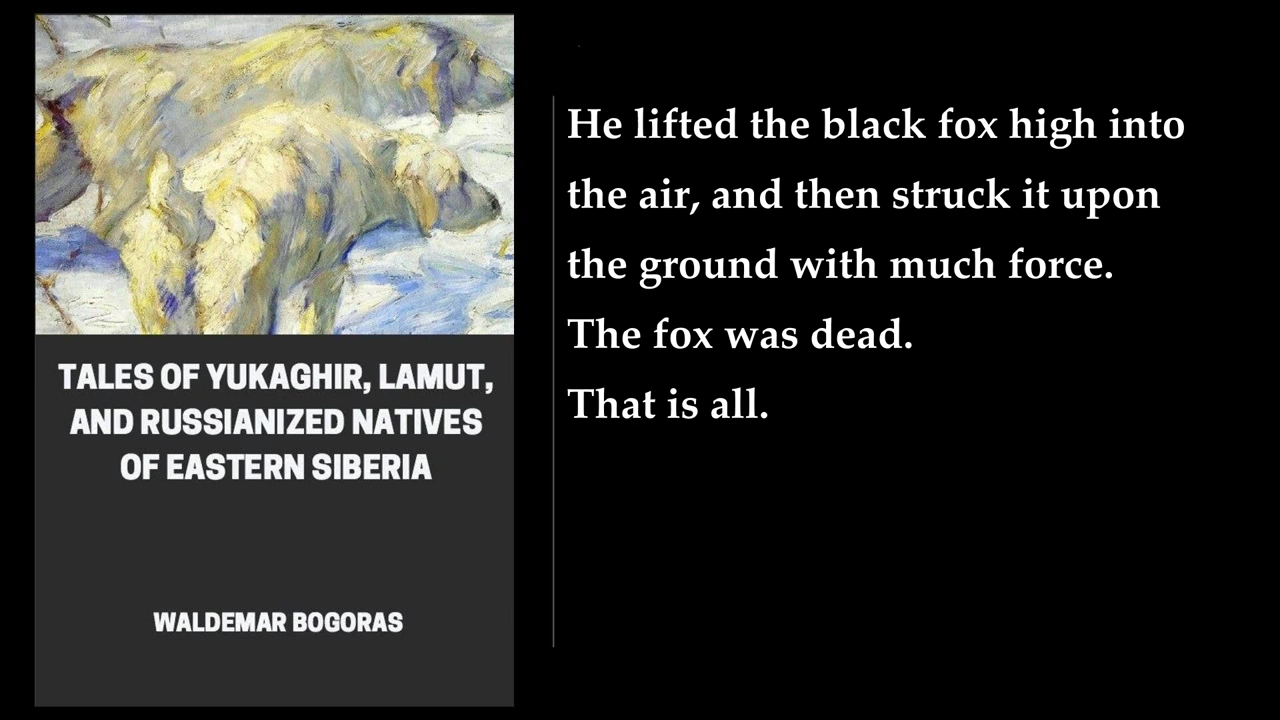 TALES OF YUKAGHIR, LAMUT,
AND RUSSIANIZED NATIVES
OF EASTERN SIBERIA
WALDEMAR BOGORAS
He lifted the black fox high into
the air, and then struck it upon
the ground with much force.
The fox was dead.
That is all.